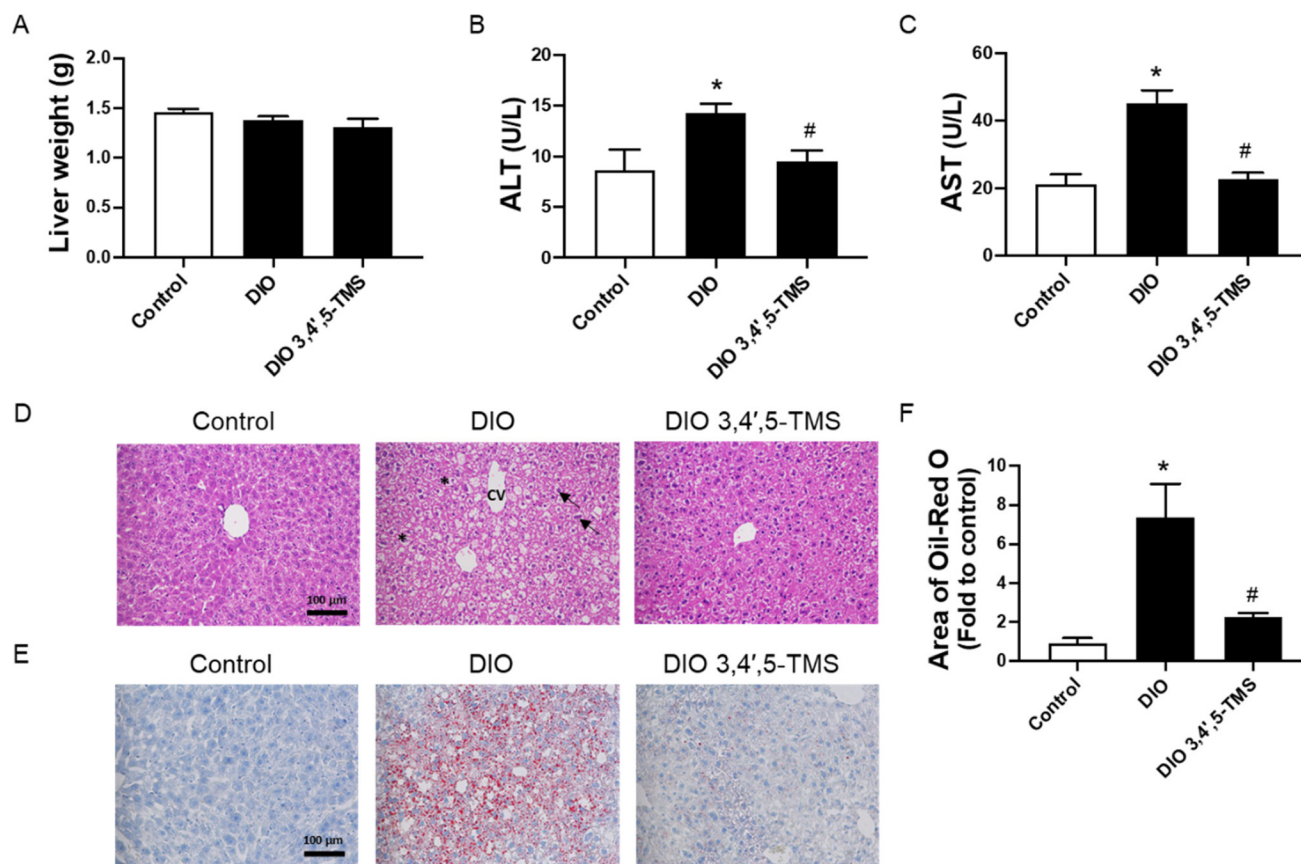 A
Liver weight (g)
2.0
1.5
1.0
0.5
0.0
Control
DIO
DIO 3,4',5-TMS
B
ALT (U/L)
20
15
10
5
0
*
#
Control
DIO
DIO 3,4',5-TMS
C
AST (U/L)
60
40
20
0
*
#
Control
DIO
DIO 3,4',5-TMS
D
Control
DIO
DIO 3,4′,5-TMS
100 μm
*
CV
*
E
Control
DIO
DIO 3,4′,5-TMS
100 μm
F
Area of Oil-Red O
(Fold to control)
10
8
6
4
2
0
*
#
Control
DIO
DIO 3,4',5-TMS